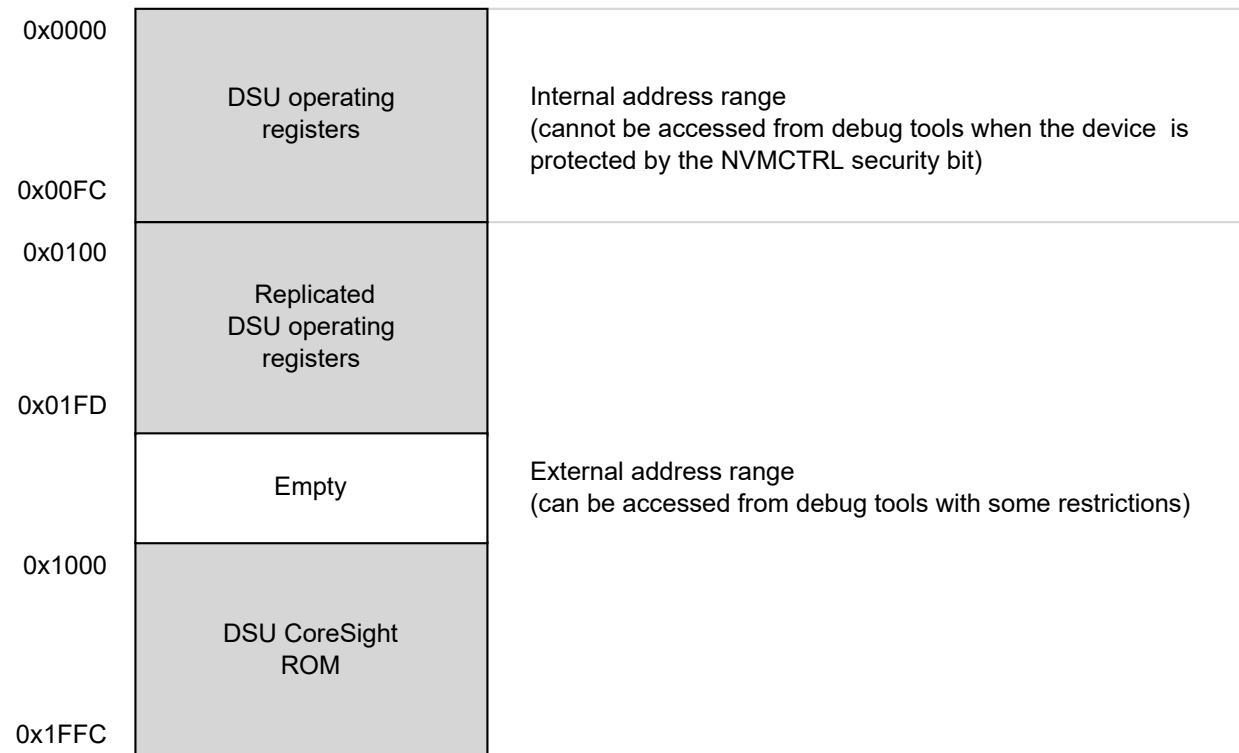 0x0000
DSU operating
registers
Internal address range
(cannot be accessed from debug tools when the device is
protected by the NVMCTRL security bit)
0x00FC
0x0100
Replicated
DSU operating
registers
0x01FD
Empty
External address range
(can be accessed from debug tools with some restrictions)
0x1000
DSU CoreSight
ROM
0x1FFC